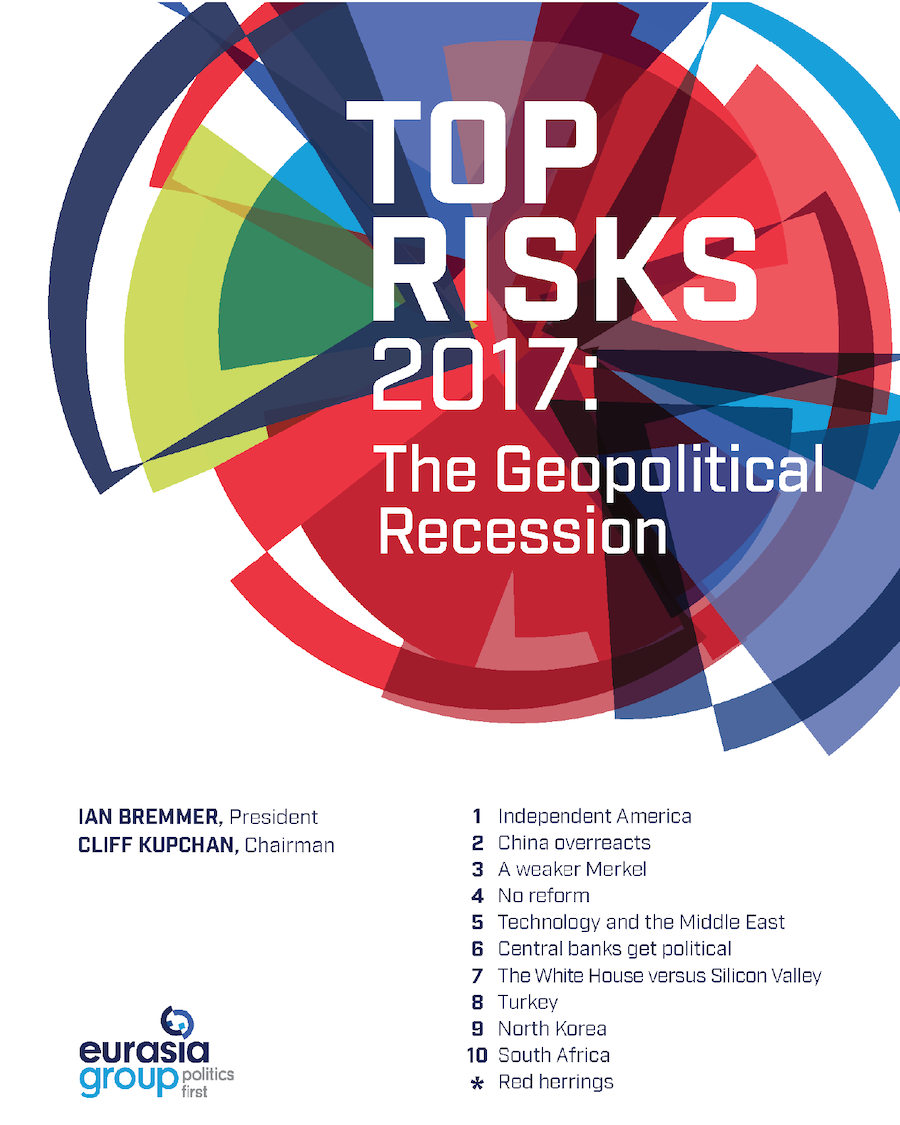 TOP
RISKS
2017:
The Geopolitical
Recession
IAN BREMMER, President
CLIFF KUPCHAN, Chairman
1 Independent America
2 China overreacts
3 A weaker Merkel
4 No reform
5 Technology and the Middle East
6 Central banks get political
7 The White House versus Silicon Valley
8 Turkey
9 North Korea
10 South Africa
* Red herrings
eurasia
group politics
first